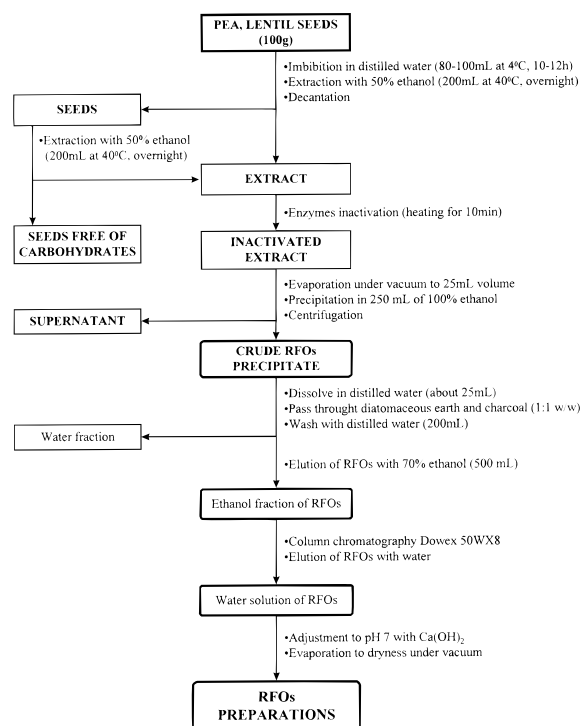 PEA, LENTIL SEEDS
(100g)
•Imbibition in distilled water (80-100mL at 4⁰C, 10-12h)
•Extraction with 50% ethanol (200mL at 40⁰C, overnight)
•Decantation
SEEDS
•Extraction with 50% ethanol
(200mL at 40⁰C, overnight)
EXTRACT
•Enzymes inactivation (heating for 10min)
SEEDS FREE OF
CARBOHYDRATES
INACTIVATED
EXTRACT
•Evaporation under vacuum to 25mL volume
•Precipitation in 250 mL of 100% ethanol
•Centrifugation
SUPERNATANT
CRUDE RFOs
PRECIPITATE
•Dissolve in distilled water (about 25mL)
•Pass throught diatomaceous earth and charcoal (1:1 w/w)
•Wash with distilled water (200mL)
Water fraction
•Elution of RFOs with 70% ethanol (500 mL)
Ethanol fraction of RFOs
•Column chromatography Dowex 50WX8
•Elution of RFOs with water
Water solution of RFOs
•Adjustment to pH 7 with Ca(OH)₂
•Evaporation to dryness under vacuum
RFOs
PREPARATIONS